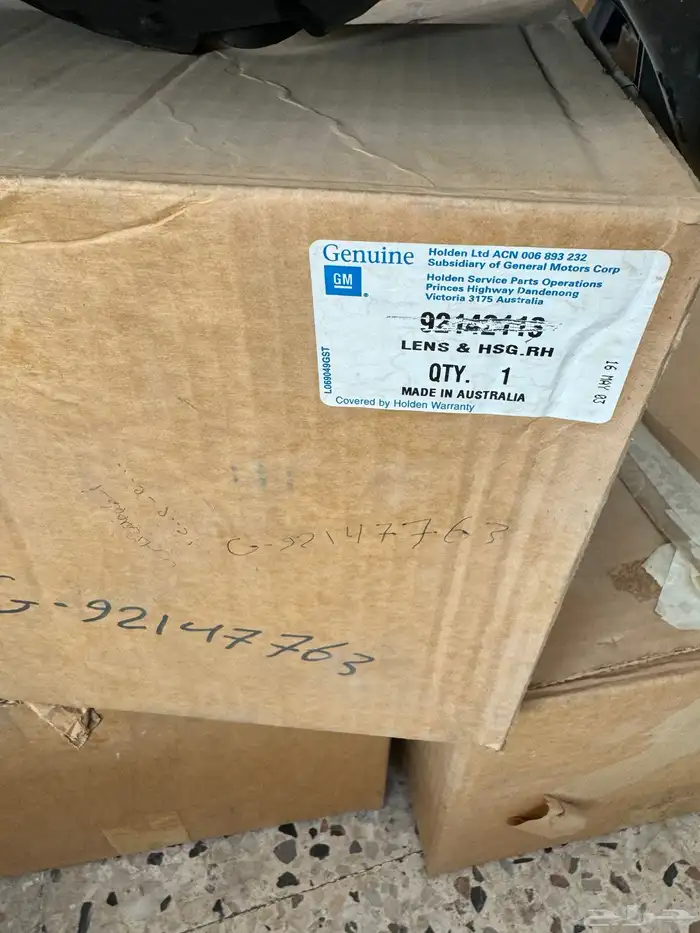 Genuine
GM
Holden Ltd ACN 006 893 232
Subsidiary of General Motors Corp
Holden Service Parts Operations
Princes Highway Dandenong
Victoria 3175 Australia
92142113
LENS & HSG.RH
QTY. 1
MADE IN AUSTRALIA
Covered by Holden Warranty
L069049GST
16 MAY 03
G-92147763
G-92147763
حراج